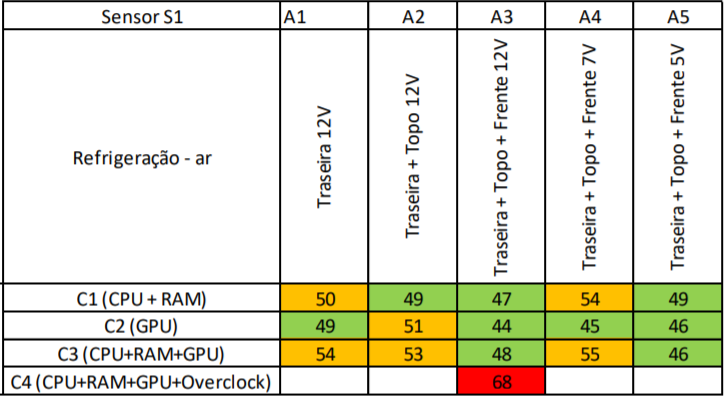 Sensor S1 A1 A2 A3 A4 A5
Refrigeração - ar Traseira 12V Traseira + Topo 12V Traseira + Topo + Frente 12V Traseira + Topo + Frente 7V Traseira + Topo + Frente 5V
C1 (CPU + RAM) 50 49 47 54 49
C2 (GPU) 49 51 44 45 46
C3 (CPU+RAM+GPU) 54 53 48 55 46
C4 (CPU+RAM+GPU+Overclock) 68